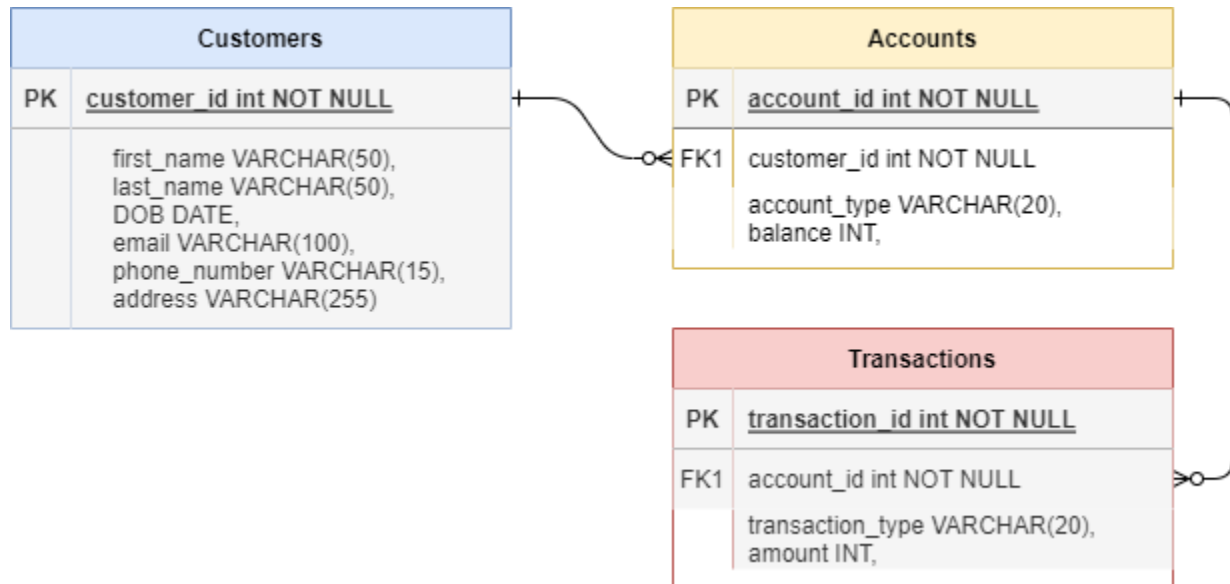 Customers
PK customer_id int NOT NULL
first_name VARCHAR(50),
last_name VARCHAR(50),
DOB DATE,
email VARCHAR(100),
phone_number VARCHAR(15),
address VARCHAR(255)
Accounts
PK account_id int NOT NULL
FK1 customer_id int NOT NULL
account_type VARCHAR(20),
balance INT,
Transactions
PK transaction_id int NOT NULL
FK1 account_id int NOT NULL
transaction_type VARCHAR(20),
amount INT,